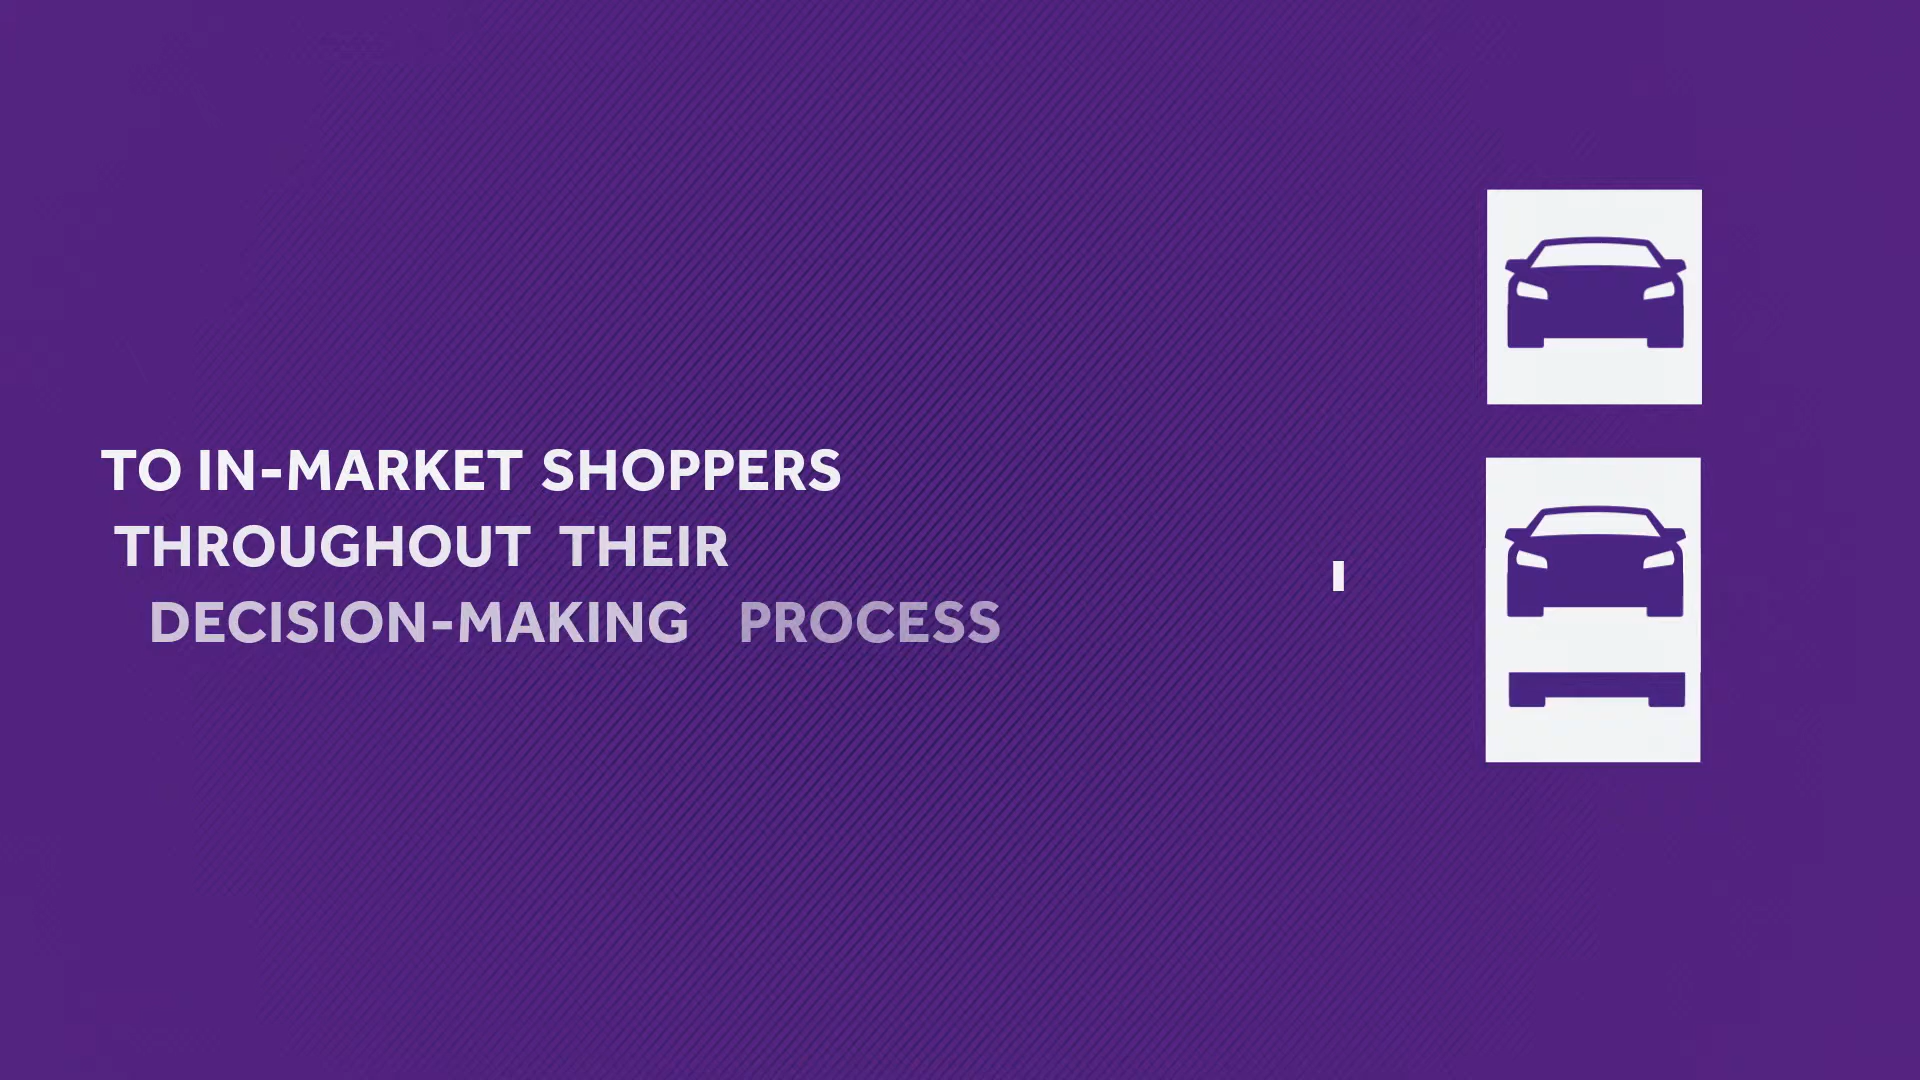 TO IN-MARKET SHOPPERS
THROUGHOUT THEIR
DECISION-MAKING PROCESS